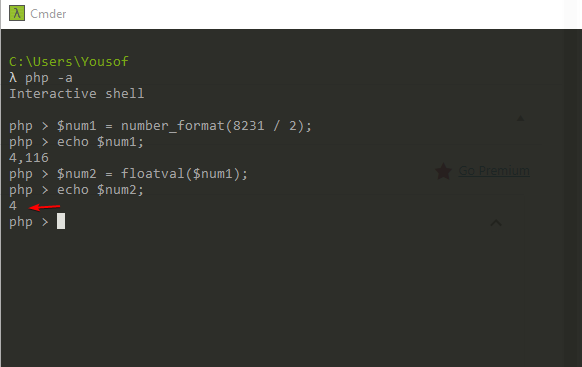 Cmder
C:\Users\Yousof
λ php -a
Interactive shell
php > $num1 = number_format(8231 / 2);
php > echo $num1;
4,116
php > $num2 = floatval($num1);
php > echo $num2;
4
php >
Go Premium